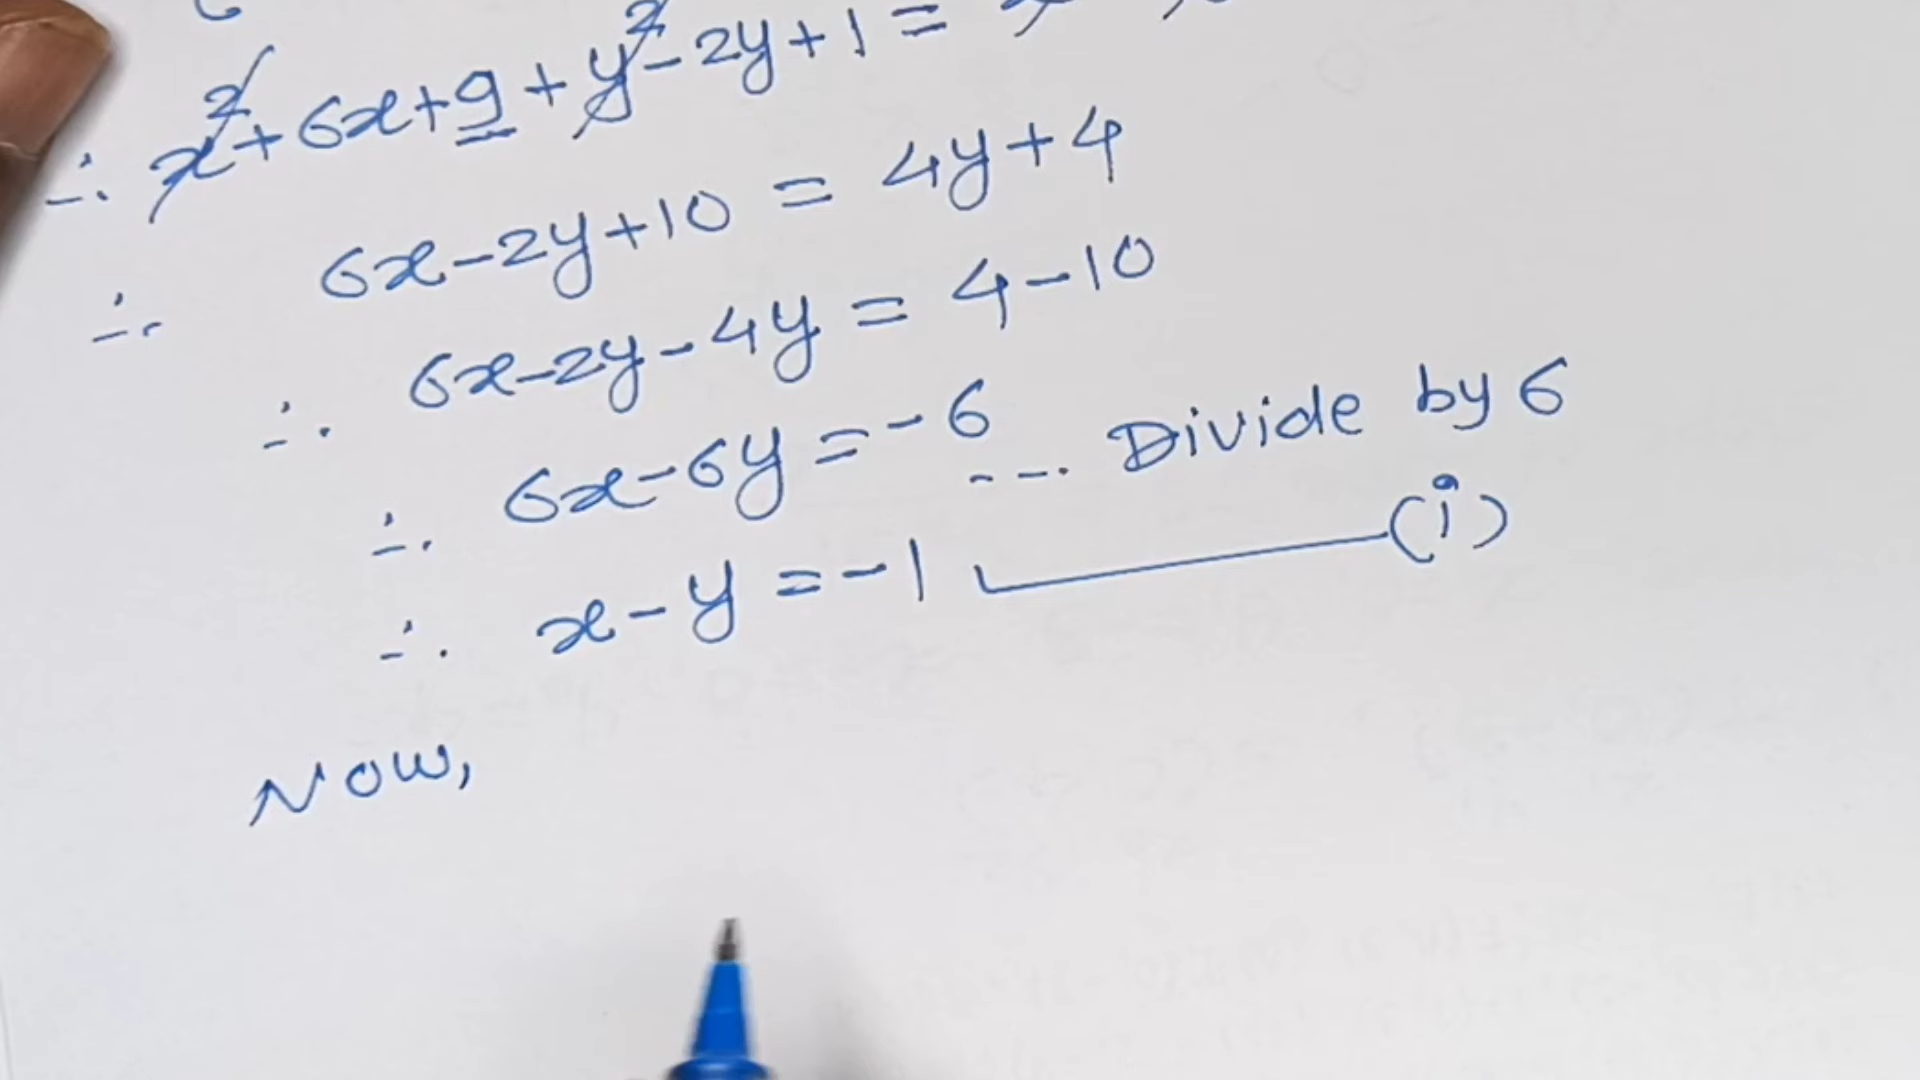 ∴ x² + 6x + 9 + y² - 2y + 1 =
∴ 6x - 2y + 10 = 4y + 4
∴ 6x - 2y - 4y = 4 - 10
∴ 6x - 6y = -6 ---. Divide by 6
∴ x - y = -1 (i)
Now,